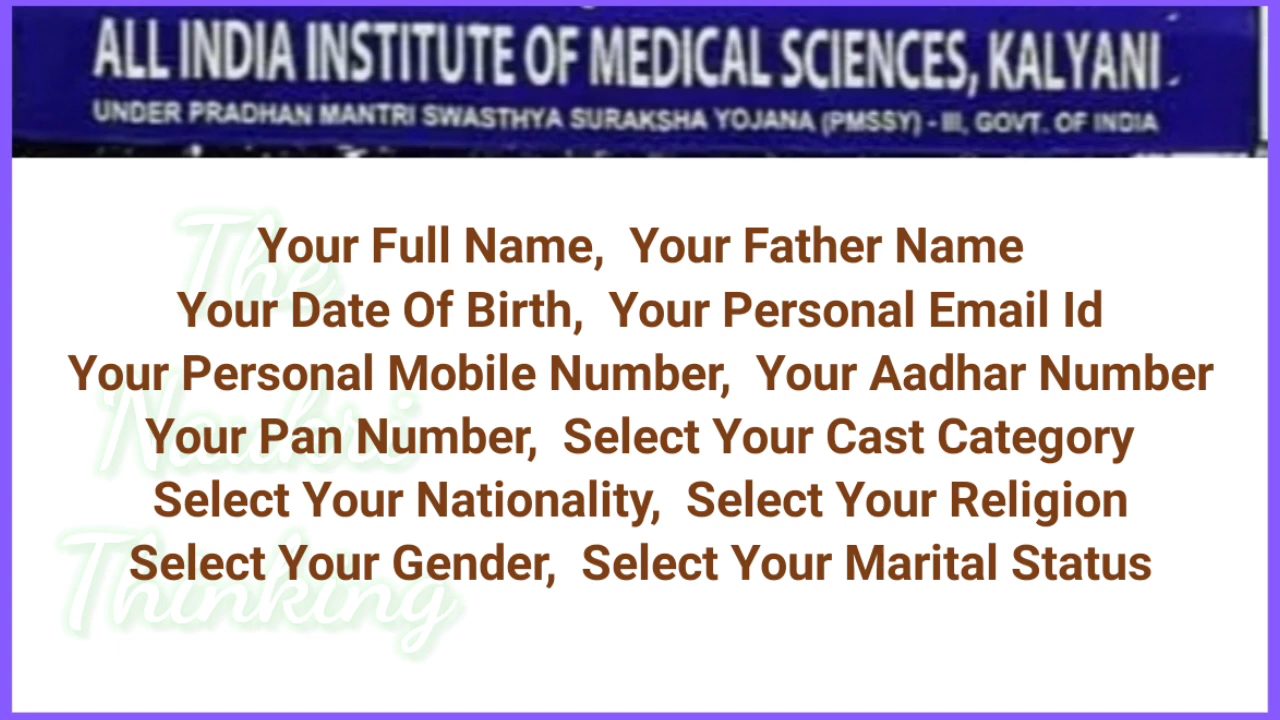 ALL INDIA INSTITUTE OF MEDICAL SCIENCES, KALYANI
UNDER PRADHAN MANTRI SWASTHYA SURAKSHA YOJANA (PMSSY) - III, GOVT. OF INDIA
The
Naukri
Thinking
Your Full Name, Your Father Name
Your Date Of Birth, Your Personal Email Id
Your Personal Mobile Number, Your Aadhar Number
Your Pan Number, Select Your Cast Category
Select Your Nationality, Select Your Religion
Select Your Gender, Select Your Marital Status